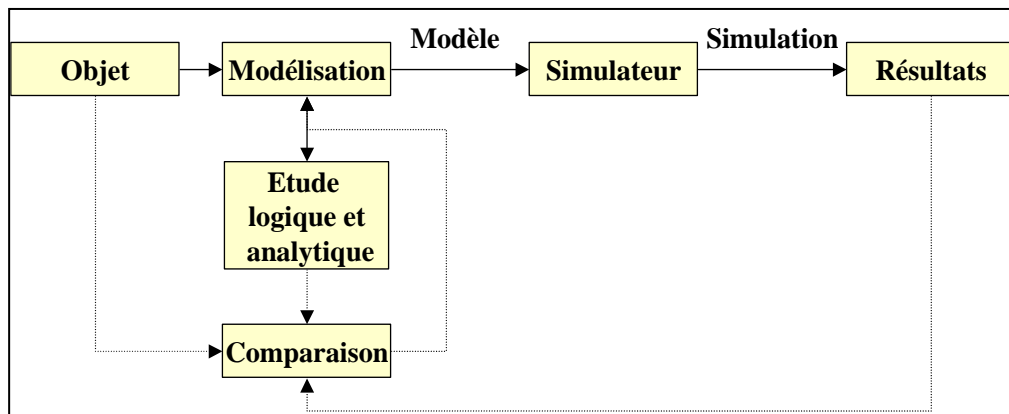 Modèle
Simulation
Objet
Modélisation
Simulateur
Résultats
Etude
logique et
analytique
Comparaison